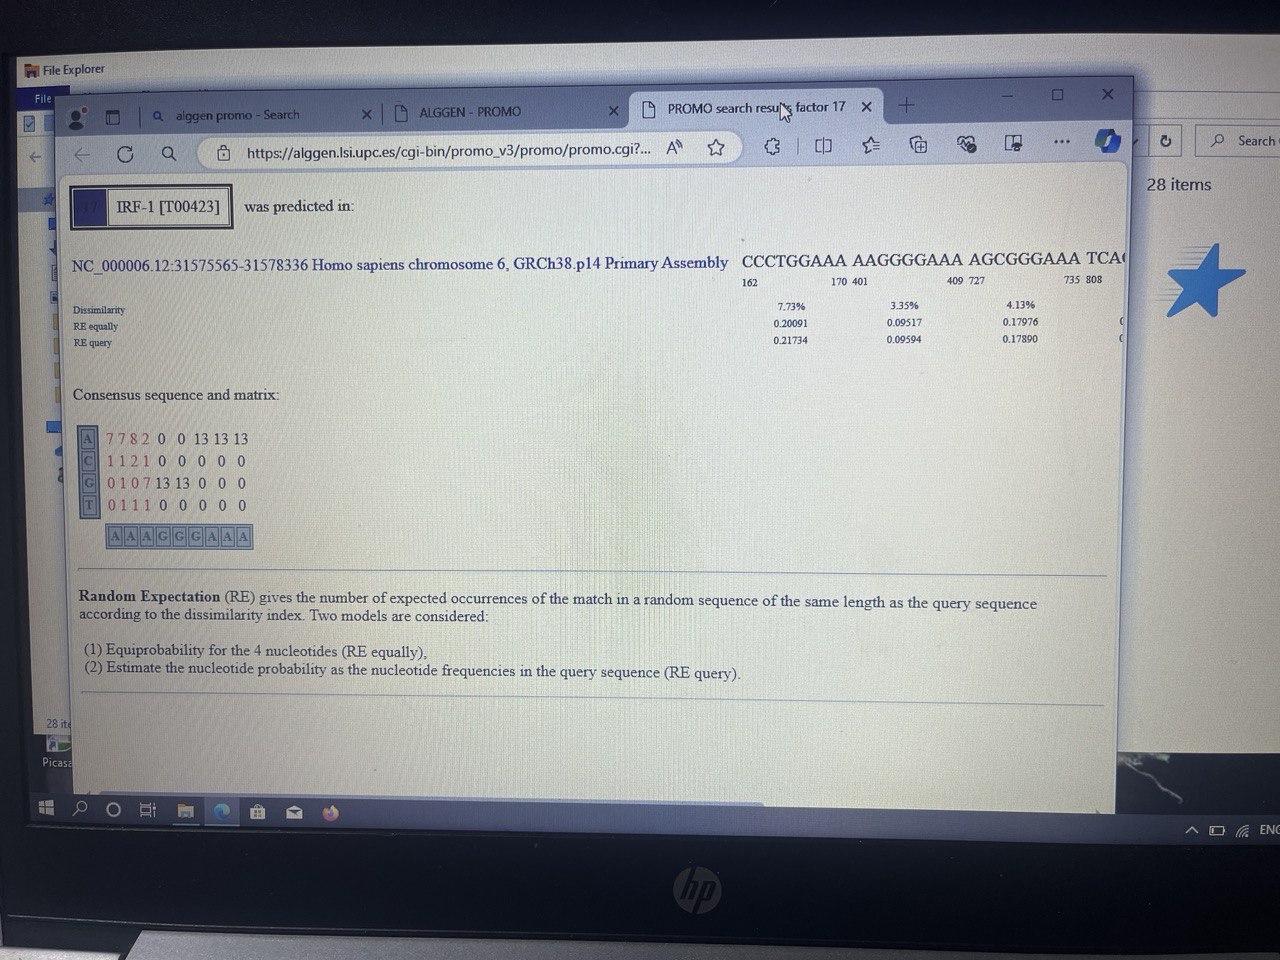 File Explorer
File
alggen promo - Search
ALGGEN - PROMO
PROMO search results factor 17
https://alggen.lsi.upc.es/cgi-bin/promo_v3/promo/promo.cgi?...
Search
28 items
IRF-1 [T00423] was predicted in:
NC_000006.12:31575565-31578336 Homo sapiens chromosome 6, GRCh38.p14 Primary Assembly CCCTGGAAA AAGGGGAAA AGCGGGAAA
162 170 401 409 727 735 808
Dissimilarity 7.73% 3.35% 4.13%
RE equally 0.20091 0.09517 0.17976
RE query 0.21734 0.09594 0.17890
Consensus sequence and matrix:
A 7 7 8 2 0 0 13 13 13
C 1 1 2 1 0 0 0 0 0
G 0 1 0 7 13 13 0 0 0
T 0 1 1 1 0 0 0 0 0
A A A G G G A A A
Random Expectation (RE) gives the number of expected occurrences of the match in a random sequence of the same length as the query sequence
according to the dissimilarity index. Two models are considered:
(1) Equiprobability for the 4 nucleotides (RE equally),
(2) Estimate the nucleotide probability as the nucleotide frequencies in the query sequence (RE query).
28
Picasa
ENG
hp